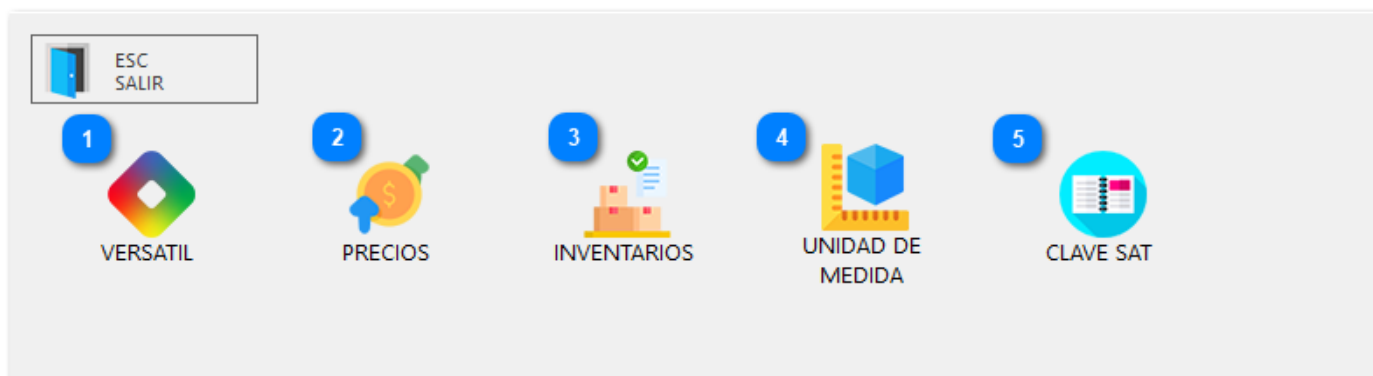 ESC
SALIR
1
2
3
4
5
VERSATIL
PRECIOS
INVENTARIOS
UNIDAD DE
MEDIDA
CLAVE SAT